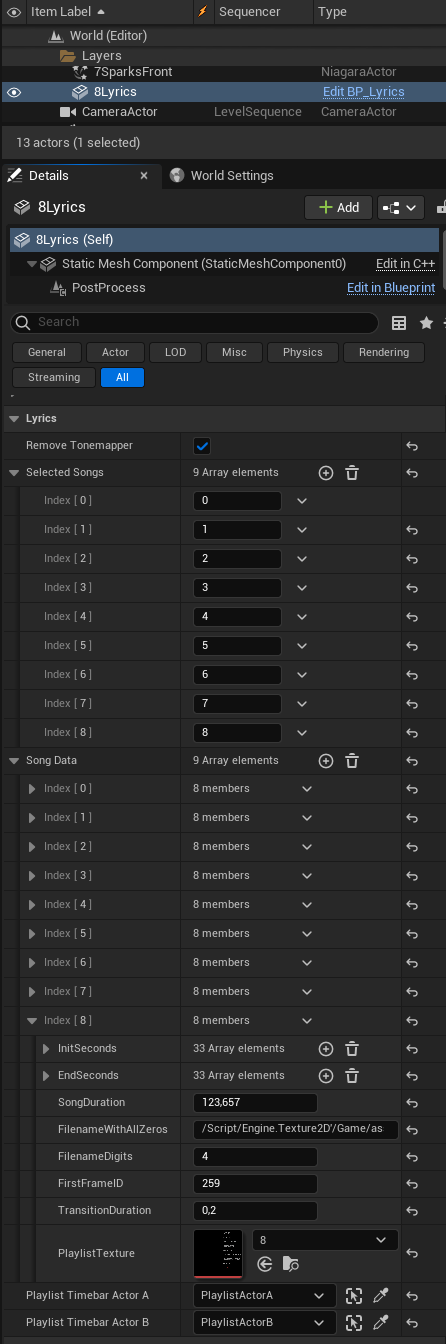 Item Label Sequencer Type
World (Editor)
Layers
7SparksFront NiagaraActor
8Lyrics Edit BP_Lyrics
CameraActor LevelSequence CameraActor
13 actors (1 selected)
Details × World Settings
8Lyrics Add
8Lyrics (Self)
Static Mesh Component (StaticMeshComponent0) Edit in C++
PostProcess Edit in Blueprint
Search
General Actor LOD Misc Physics Rendering
Streaming All
Lyrics
Remove Tonemapper
Selected Songs 9 Array elements
Index [ 0 ] 0
Index [ 1 ] 1
Index [ 2 ] 2
Index [ 3 ] 3
Index [ 4 ] 4
Index [ 5 ] 5
Index [ 6 ] 6
Index [ 7 ] 7
Index [ 8 ] 8
Song Data 9 Array elements
Index [ 0 ] 8 members
Index [ 1 ] 8 members
Index [ 2 ] 8 members
Index [ 3 ] 8 members
Index [ 4 ] 8 members
Index [ 5 ] 8 members
Index [ 6 ] 8 members
Index [ 7 ] 8 members
Index [ 8 ] 8 members
InitSeconds 33 Array elements
EndSeconds 33 Array elements
SongDuration 123,657
FilenameWithAllZeros /Script/Engine.Texture2D'/Game/as
FilenameDigits 4
FirstFrameID 259
TransitionDuration 0,2
PlaylistTexture 8
Playlist Timebar Actor A PlaylistActorA
Playlist Timebar Actor B PlaylistActorB